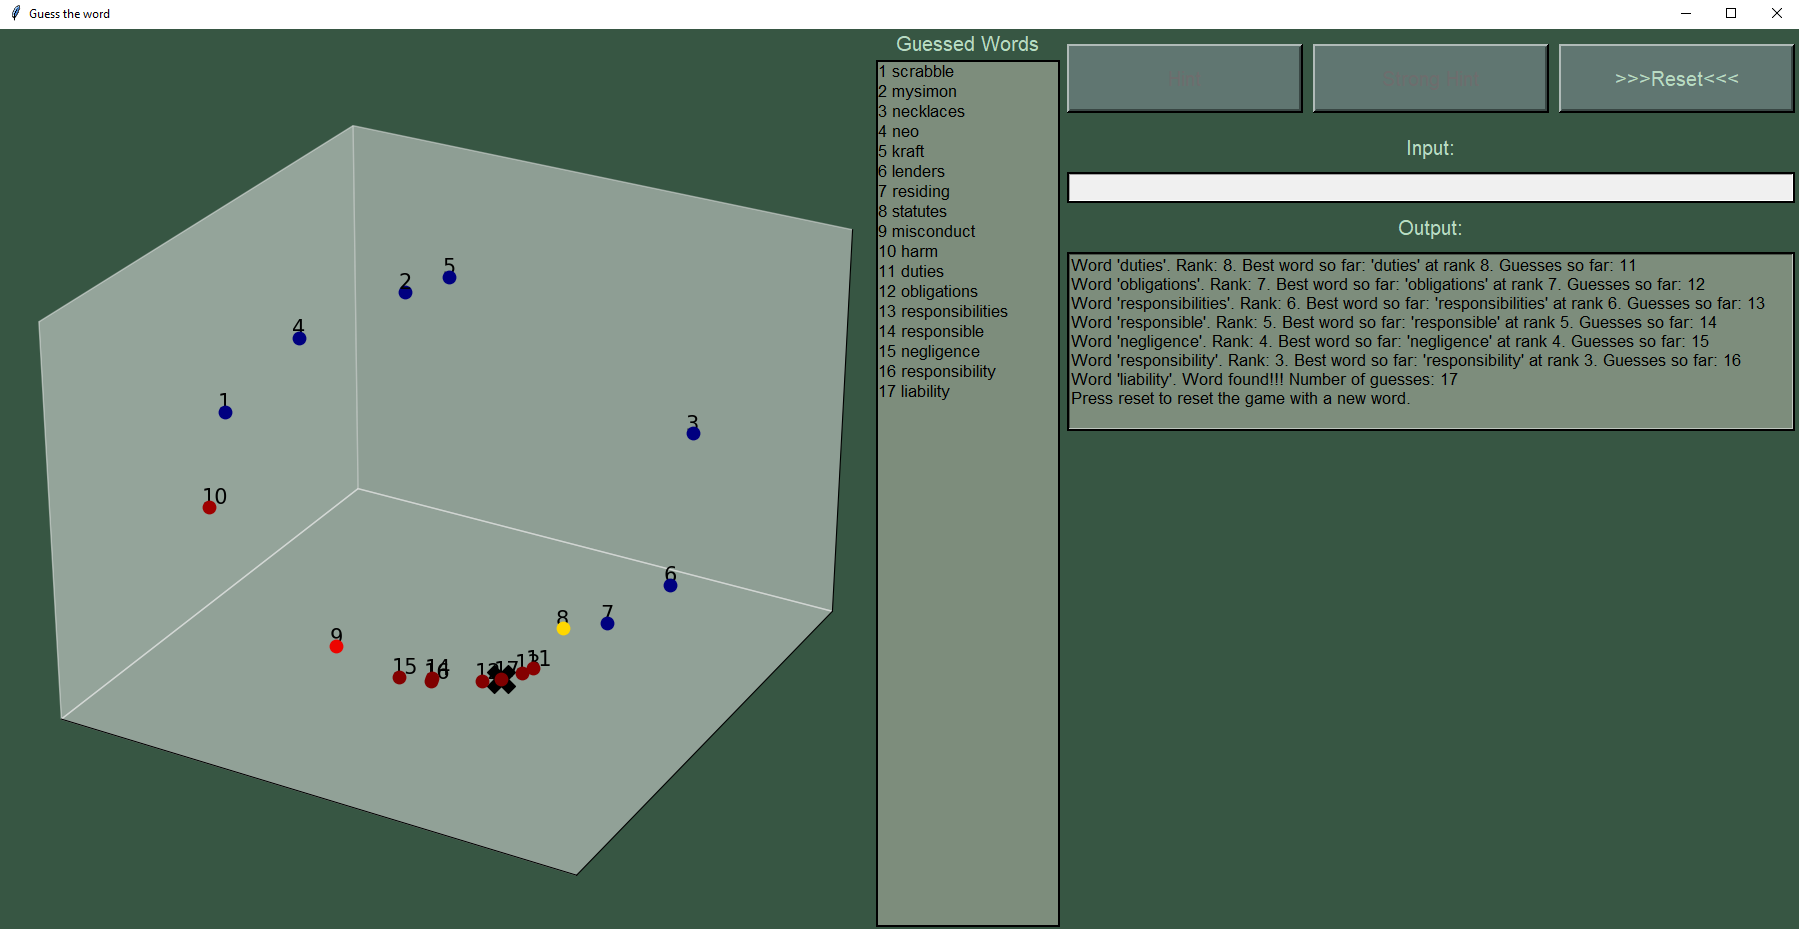 Guess the word
Guessed Words
1 scrabble
2 mysimon
3 necklaces
4 neo
5 kraft
6 lenders
7 residing
8 statutes
9 misconduct
10 harm
11 duties
12 obligations
13 responsibilities
14 responsible
15 negligence
16 responsibility
17 liability
Hint
Strong Hint
>>>Reset<<<
Input:
Output:
Word 'duties'. Rank: 8. Best word so far: 'duties' at rank 8. Guesses so far: 11
Word 'obligations'. Rank: 7. Best word so far: 'obligations' at rank 7. Guesses so far: 12
Word 'responsibilities'. Rank: 6. Best word so far: 'responsibilities' at rank 6. Guesses so far: 13
Word 'responsible'. Rank: 5. Best word so far: 'responsible' at rank 5. Guesses so far: 14
Word 'negligence'. Rank: 4. Best word so far: 'negligence' at rank 4. Guesses so far: 15
Word 'responsibility'. Rank: 3. Best word so far: 'responsibility' at rank 3. Guesses so far: 16
Word 'liability'. Word found!!! Number of guesses: 17
Press reset to reset the game with a new word.
5
2
4
1
3
10
6
8
7
9
11
15
14
16
17